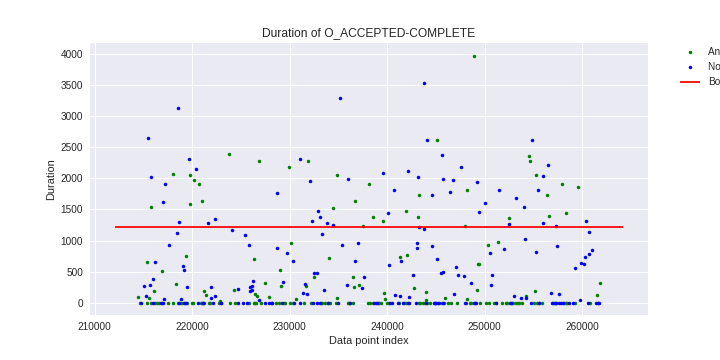 Duration of O_ACCEPTED-COMPLETE
4000
3500
3000
2500
2000
1500
1000
500
0
Duration
210000 220000 230000 240000 250000 260000
Data point index
An
No
Bo